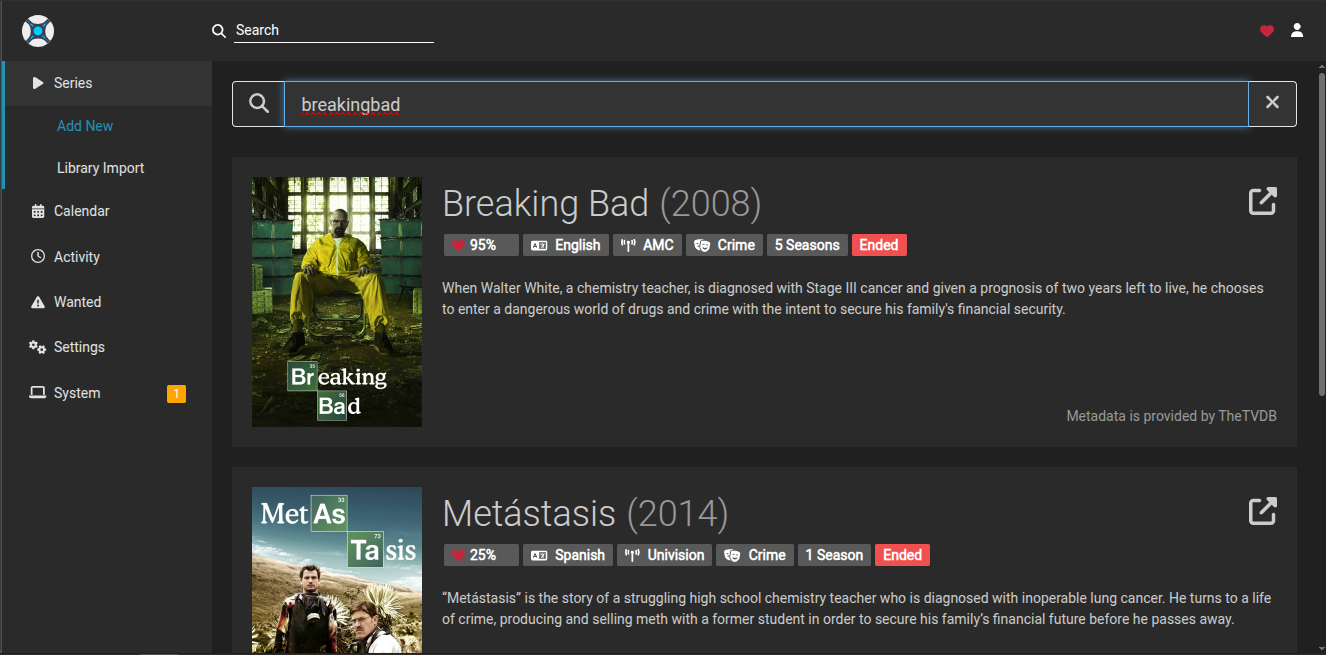 Search
Series
Add New
Library Import
Calendar
Activity
Wanted
Settings
System
1
breakingbad
Breaking Bad (2008)
95%
English
AMC
Crime
5 Seasons
Ended
When Walter White, a chemistry teacher, is diagnosed with Stage III cancer and given a prognosis of two years left to live, he chooses
to enter a dangerous world of drugs and crime with the intent to secure his family's financial security.
35
Breaking
56
Bad
Metadata is provided by TheTVDB
Metástasis (2014)
25%
Spanish
Univision
Crime
1 Season
Ended
“Metástasis” is the story of a struggling high school chemistry teacher who is diagnosed with inoperable lung cancer. He turns to a life
of crime, producing and selling meth with a former student in order to secure his family’s financial future before he passes away.
33
MetAs
73
Tasis